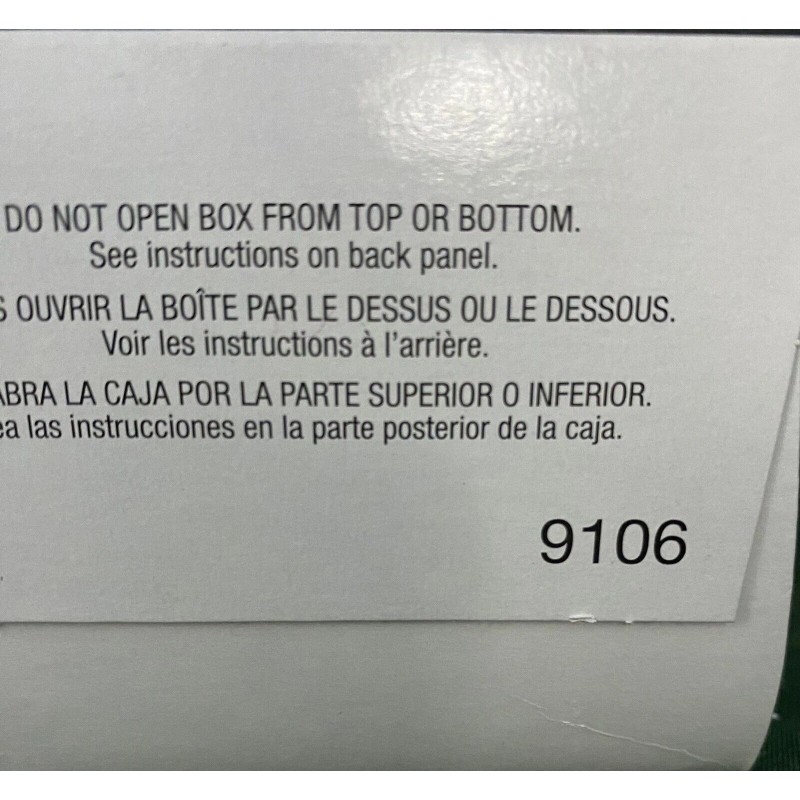 DO NOT OPEN BOX FROM TOP OR BOTTOM.
See instructions on back panel.
OUVRIR LA BOÎTE PAR LE DESSUS OU LE DESSOUS.
Voir les instructions à l'arrière.
ABRA LA CAJA POR LA PARTE SUPERIOR O INFERIOR.
las instrucciones en la parte posterior de la caja.
9106